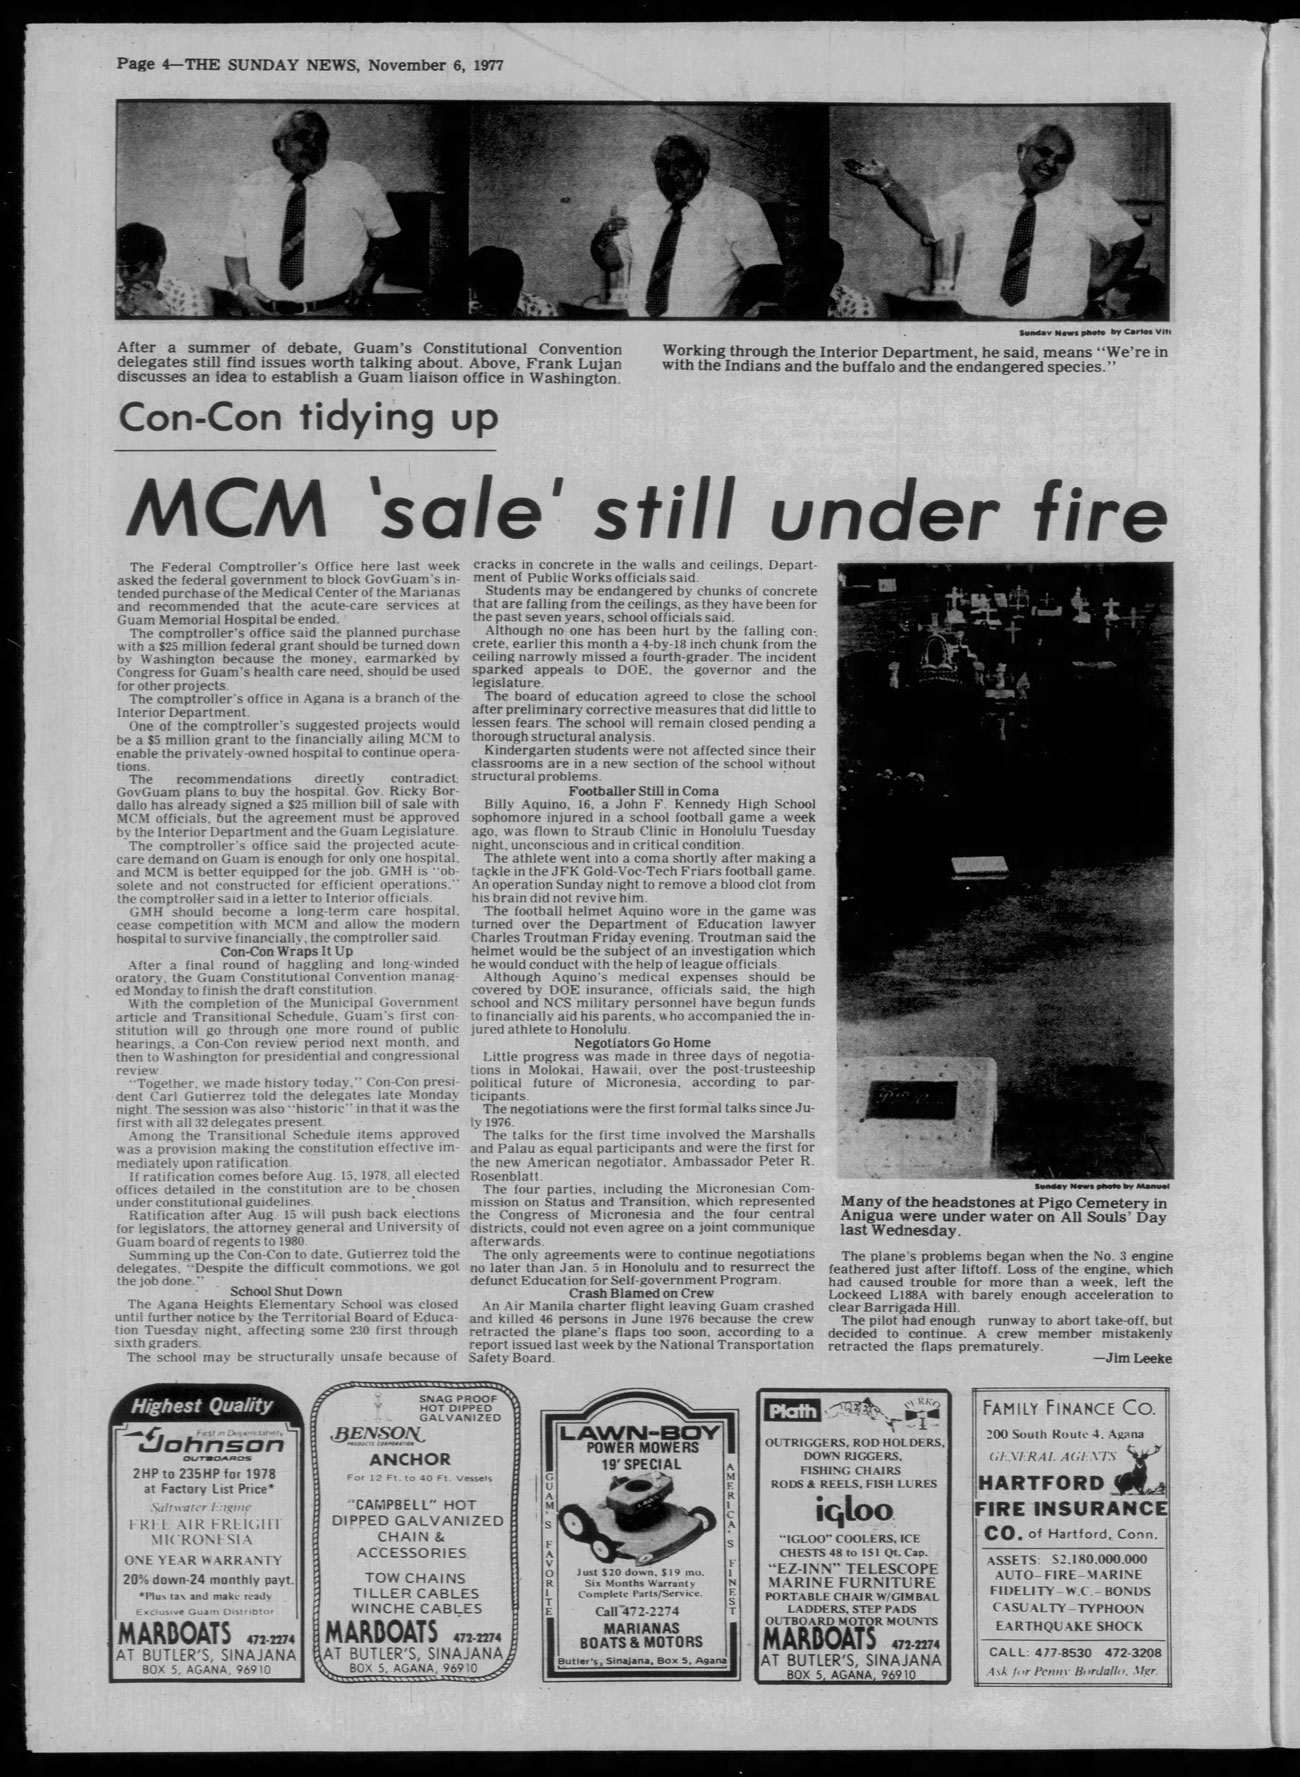 Page 4—THE SUNDAY NEWS, November 6, 1977
Sunday News photo by Carlos Viti
After a summer of debate, Guam's Constitutional Convention
delegates still find issues worth talking about. Above, Frank Lujan
discusses an idea to establish a Guam liaison office in Washington.
Working through the Interior Department, he said, means "We're in
with the Indians and the buffalo and the endangered species."
Con-Con tidying up
MCM 'sale' still under fire
The Federal Comptroller's Office here last week
asked the federal government to block GovGuam's in-
tended purchase of the Medical Center of the Marianas
and recommended that the acute-care services at
Guam Memorial Hospital be ended.
The comptroller's office said the planned purchase
with a $25 million federal grant should be turned down
by Washington because the money, earmarked by
Congress for Guam's health care need, should be used
for other projects.
The comptroller's office in Agana is a branch of the
Interior Department.
One of the comptroller's suggested projects would
be a $5 million grant to the financially ailing MCM to
enable the privately-owned hospital to continue opera-
tions.
The recommendations directly contradict
GovGuam plans to buy the hospital. Gov. Ricky Bor-
dallo has already signed a $25 million bill of sale with
MCM officials, but the agreement must be approved
by the Interior Department and the Guam Legislature.
The comptroller's office said the projected acute-
care demand on Guam is enough for only one hospital,
and MCM is better equipped for the job. GMH is "ob-
solete and not constructed for efficient operations,"
the comptroller said in a letter to Interior officials.
GMH should become a long-term care hospital,
cease competition with MCM and allow the modern
hospital to survive financially, the comptroller said.
Con-Con Wraps It Up
After a final round of haggling and long-winded
oratory, the Guam Constitutional Convention manag-
ed Monday to finish the draft constitution.
With the completion of the Municipal Government
article and Transitional Schedule, Guam's first con-
stitution will go through one more round of public
hearings, a Con-Con review period next month, and
then to Washington for presidential and congressional
review.
"Together, we made history today," Con-Con presi-
dent Carl Gutierrez told the delegates late Monday
night. The session was also "historic" in that it was the
first with all 32 delegates present.
Among the Transitional Schedule items approved
was a provision making the constitution effective im-
mediately upon ratification.
If ratification comes before Aug. 15, 1978, all elected
offices detailed in the constitution are to be chosen
under constitutional guidelines.
Ratification after Aug. 15 will push back elections
for legislators, the attorney general and University of
Guam board of regents to 1980.
Summing up the Con-Con to date, Gutierrez told the
delegates, "Despite the difficult commotions, we got
the job done."
School Shut Down
The Agana Heights Elementary School was closed
until further notice by the Territorial Board of Educa-
tion Tuesday night, affecting some 230 first through
sixth graders.
The school may be structurally unsafe because of
cracks in concrete in the walls and ceilings, Depart-
ment of Public Works officials said.
Students may be endangered by chunks of concrete
that are falling from the ceilings, as they have been for
the past seven years, school officials said.
Although no one has been hurt by the falling con-
crete, earlier this month a 4-by-18 inch chunk from the
ceiling narrowly missed a fourth-grader. The incident
sparked appeals to DOE, the governor and the
legislature.
The board of education agreed to close the school
after preliminary corrective measures that did little to
lessen fears. The school will remain closed pending a
thorough structural analysis.
Kindergarten students were not affected since their
classrooms are in a new section of the school without
structural problems.
Footballer Still in Coma
Billy Aquino, 16, a John F. Kennedy High School
sophomore injured in a school football game a week
ago, was flown to Straub Clinic in Honolulu Tuesday
night, unconscious and in critical condition.
The athlete went into a coma shortly after making a
tackle in the JFK Gold-Voc-Tech Friars football game.
An operation Sunday night to remove a blood clot from
his brain did not revive him.
The football helmet Aquino wore in the game was
turned over the Department of Education lawyer
Charles Troutman Friday evening. Troutman said the
helmet would be the subject of an investigation which
he would conduct with the help of league officials.
Although Aquino's medical expenses should be
covered by DOE insurance, officials said, the high
school and NCS military personnel have begun funds
to financially aid his parents, who accompanied the in-
jured athlete to Honolulu.
Negotiators Go Home
Little progress was made in three days of negotia-
tions in Molokai, Hawaii, over the post-trusteeship
political future of Micronesia, according to par-
ticipants.
The negotiations were the first formal talks since Ju-
ly 1976.
The talks for the first time involved the Marshalls
and Palau as equal participants and were the first for
the new American negotiator, Ambassador Peter R.
Rosenblatt.
The four parties, including the Micronesian Com-
mission on Status and Transition, which represented
the Congress of Micronesia and the four central
districts, could not even agree on a joint communique
afterwards.
The only agreements were to continue negotiations
no later than Jan. 5 in Honolulu and to resurrect the
defunct Education for Self-government Program.
Crash Blamed on Crew
An Air Manila charter flight leaving Guam crashed
and killed 46 persons in June 1976 because the crew
retracted the plane's flaps too soon, according to a
report issued last week by the National Transportation
Safety Board.
Sunday News photo by Manuel
Many of the headstones at Pigo Cemetery in
Anigua were under water on All Souls' Day
last Wednesday.
The plane's problems began when the No. 3 engine
feathered just after liftoff. Loss of the engine, which
had caused trouble for more than a week, left the
Lockeed L188A with barely enough acceleration to
clear Barrigada Hill.
The pilot had enough runway to abort take-off, but
decided to continue. A crew member mistakenly
retracted the flaps prematurely.
—Jim Leeke
Highest Quality
First in Dependability
Johnson
OUTBOARDS
2HP to 235HP for 1978
at Factory List Price*
Saltwater Engine
FREE AIR FREIGHT
MICRONESIA
ONE YEAR WARRANTY
20% down-24 monthly payt.
*Plus tax and make ready
Exclusive Guam Distributor
MARBOATS 472-2274
AT BUTLER'S, SINAJANA
BOX 5, AGANA, 96910
SNAG PROOF
HOT DIPPED
GALVANIZED
BENSON
PRODUCTS CORPORATION
ANCHOR
For 12 Ft. to 40 Ft. Vessels
"CAMPBELL" HOT
DIPPED GALVANIZED
CHAIN &
ACCESSORIES
TOW CHAINS
TILLER CABLES
WINCHE CABLES
MARBOATS 472-2274
AT BUTLER'S, SINAJANA
BOX 5, AGANA, 96910
LAWN-BOY
POWER MOWERS
19' SPECIAL
GUAM'S FAVORITE
AMERICA'S FINEST
Just $20 down, $19 mo.
Six Months Warranty
Complete Parts/Service.
Call 472-2274
MARIANAS
BOATS & MOTORS
Butler's, Sinajana, Box 5, Agana
Plath
OUTRIGGERS, ROD HOLDERS,
DOWN RIGGERS,
FISHING CHAIRS
RODS & REELS, FISH LURES
igloo
"IGLOO" COOLERS, ICE
CHESTS 48 to 151 Qt. Cap.
"EZ-INN" TELESCOPE
MARINE FURNITURE
PORTABLE CHAIR W/GIMBAL
LADDERS, STEP PADS
OUTBOARD MOTOR MOUNTS
MARBOATS 472-2274
AT BUTLER'S, SINAJANA
BOX 5, AGANA, 96910
FAMILY FINANCE CO.
200 South Route 4, Agana
GENERAL AGENTS
HARTFORD
FIRE INSURANCE
CO. of Hartford, Conn.
ASSETS: $2,180,000,000
AUTO–FIRE–MARINE
FIDELITY–W.C.–BONDS
CASUALTY–TYPHOON
EARTHQUAKE SHOCK
CALL: 477-8530 472-3208
Ask for Penny Bordallo, Mgr.